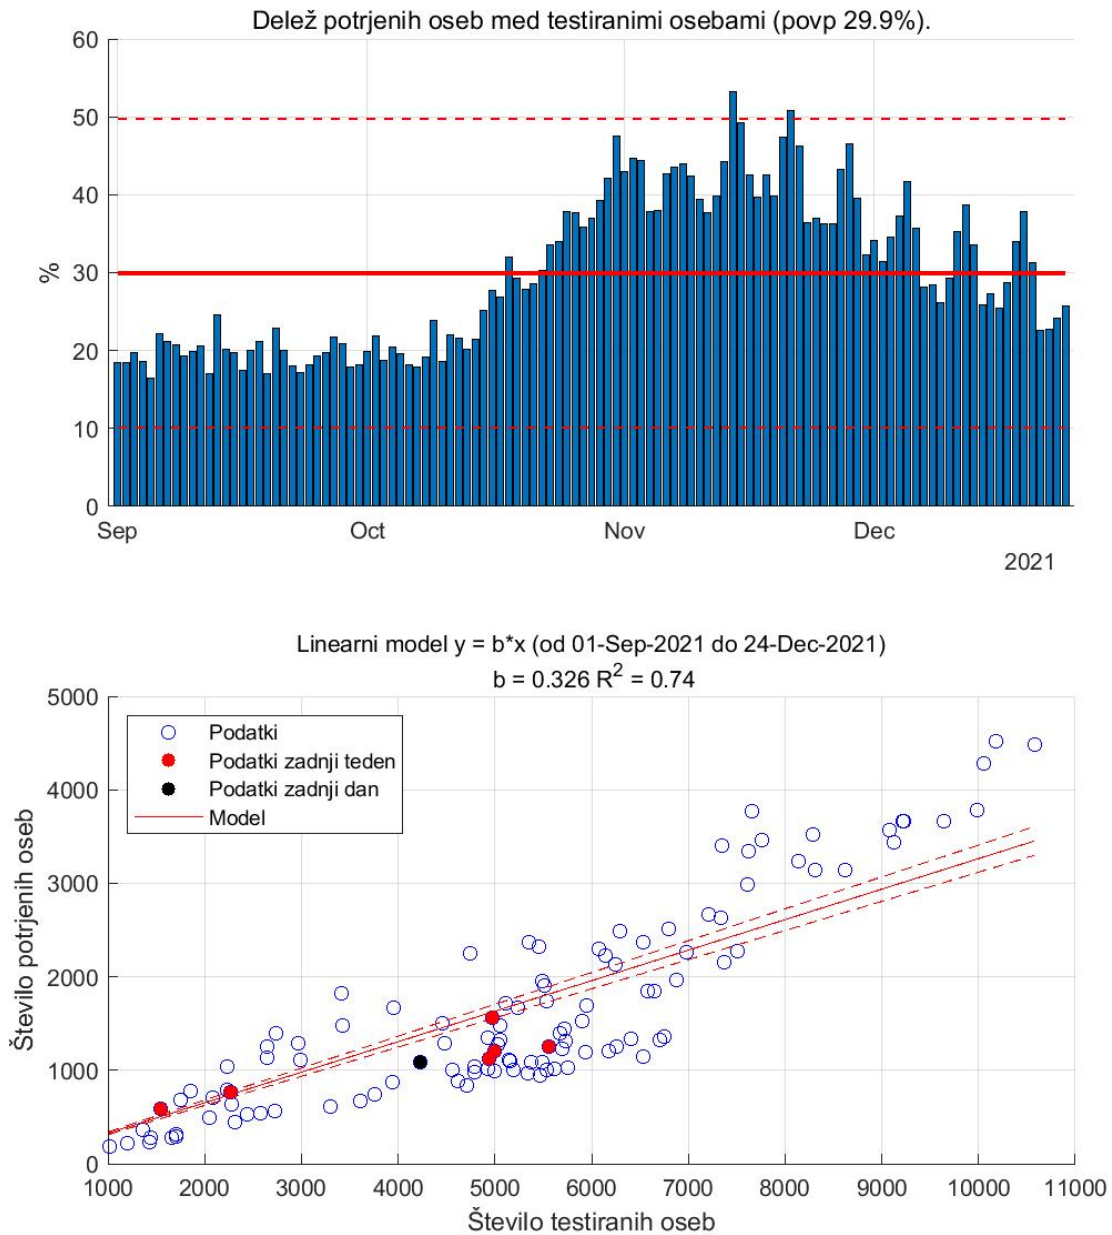 Delež potrjenih oseb med testiranimi osebami (povp 29.9%).
60
50
40
30
20
10
0
%
Sep Oct Nov Dec
2021
Linearni model y = b*x (od 01-Sep-2021 do 24-Dec-2021)
b = 0.326 R² = 0.74
5000
4000
3000
2000
1000
0
Število potrjenih oseb
Podatki
Podatki zadnji teden
Podatki zadnji dan
Model
1000 2000 3000 4000 5000 6000 7000 8000 9000 10000 11000
Število testiranih oseb